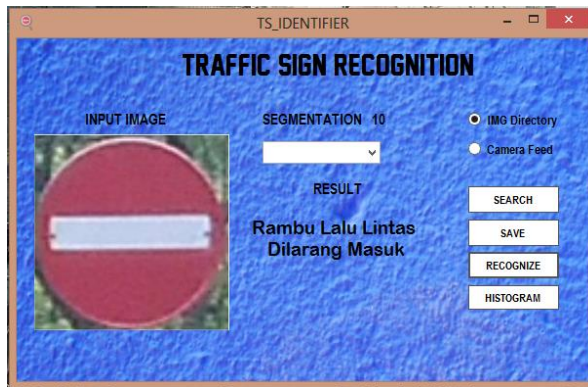 TS_IDENTIFIER
TRAFFIC SIGN RECOGNITION
INPUT IMAGE
SEGMENTATION 10
IMG Directory
Camera Feed
RESULT
Rambu Lalu Lintas
Dilarang Masuk
SEARCH
SAVE
RECOGNIZE
HISTOGRAM